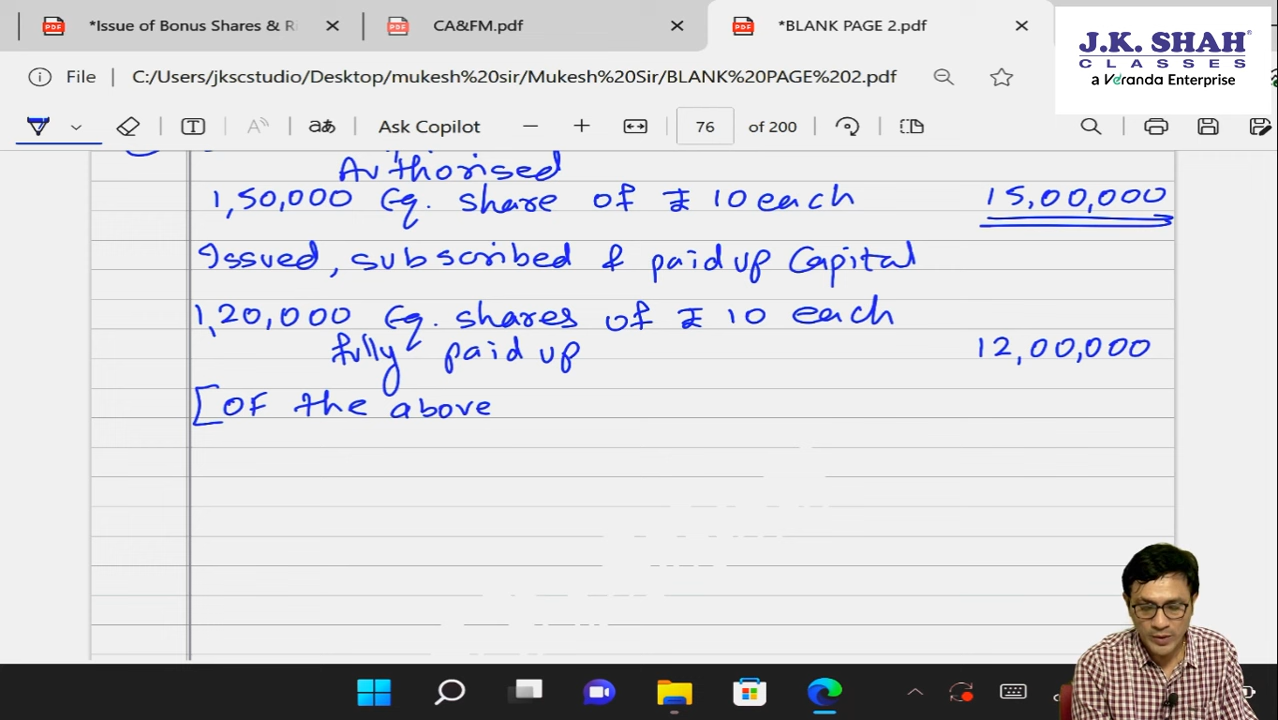 *Issue of Bonus Shares & Ri
CA&FM.pdf
*BLANK PAGE 2.pdf
J.K. SHAH®
CLASSES
a Veranda Enterprise
File
C:/Users/jkscstudio/Desktop/mukesh%20sir/Mukesh%20Sir/BLANK%20PAGE%202.pdf
Ask Copilot
76 of 200
Authorised
1,50,000 Eq. share of ₹ 10 each 15,00,000
Issued, subscribed & paid up Capital
1,20,000 Eq. shares of ₹ 10 each
fully paid up 12,00,000
[Of the above